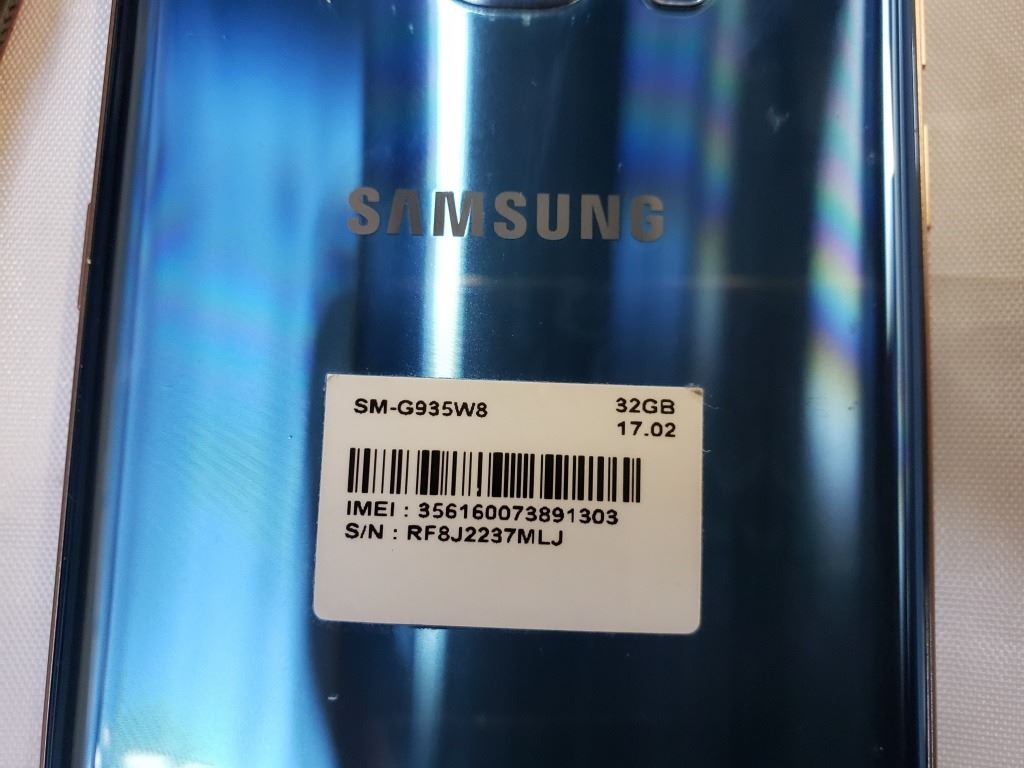 SAMSUNG
SM-G935W8 32GB
17.02
IMEI : 356160073891303
S/N : RF8J2237MLJ